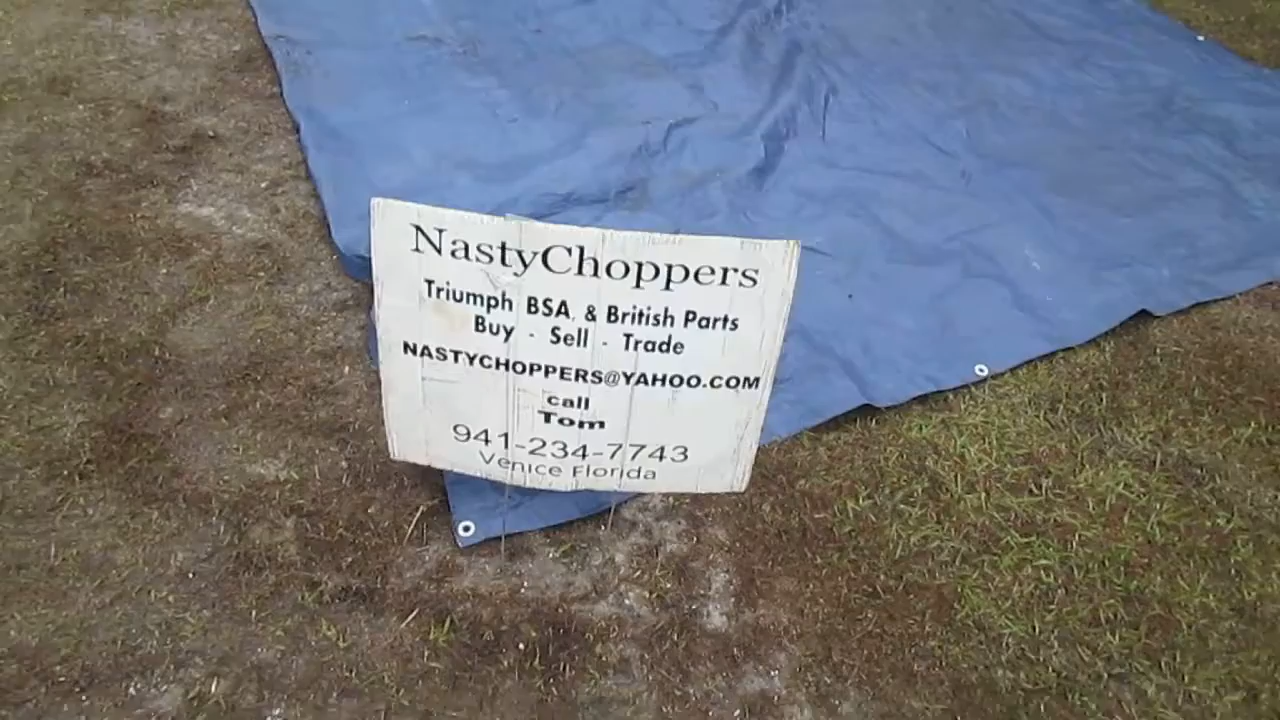 NastyChoppers
Triumph BSA, & British Parts
Buy - Sell - Trade
NASTYCHOPPERS@YAHOO.COM
call
Tom
941-234-7743
Venice Florida